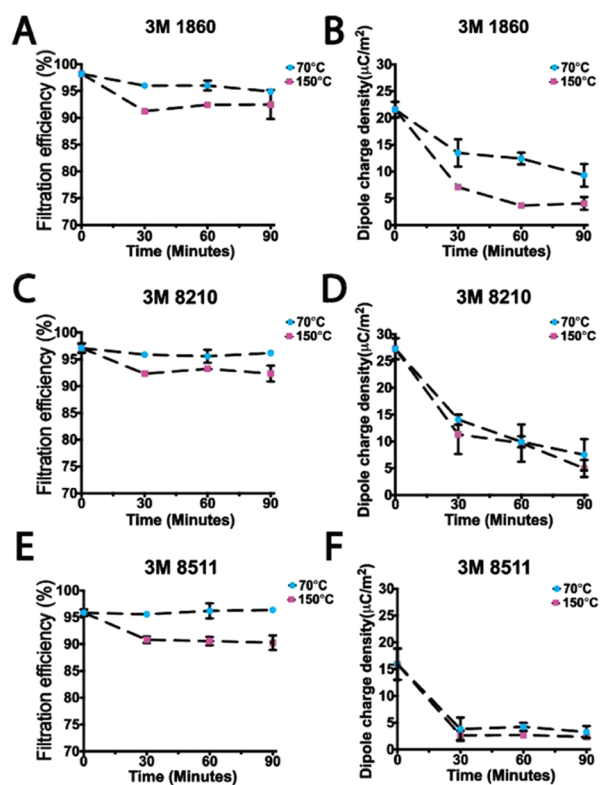 A
3M 1860
Filtration efficiency (%)
100
95
90
85
80
75
70
0
30
60
90
Time (Minutes)
70°C
150°C
B
3M 1860
Dipole charge density(μC/m²)
30
25
20
15
10
5
0
0
30
60
90
Time (Minutes)
70°C
150°C
C
3M 8210
Filtration efficiency (%)
100
95
90
85
80
75
70
0
30
60
90
Time (Minutes)
70°C
150°C
D
3M 8210
Dipole charge density(μC/m²)
30
25
20
15
10
5
0
0
30
60
90
Time (Minutes)
70°C
150°C
E
3M 8511
Filtration efficiency (%)
100
95
90
85
80
75
70
0
30
60
90
Time (Minutes)
70°C
150°C
F
3M 8511
Dipole charge density(μC/m²)
30
25
20
15
10
5
0
0
30
60
90
Time (Minutes)
70°C
150°C